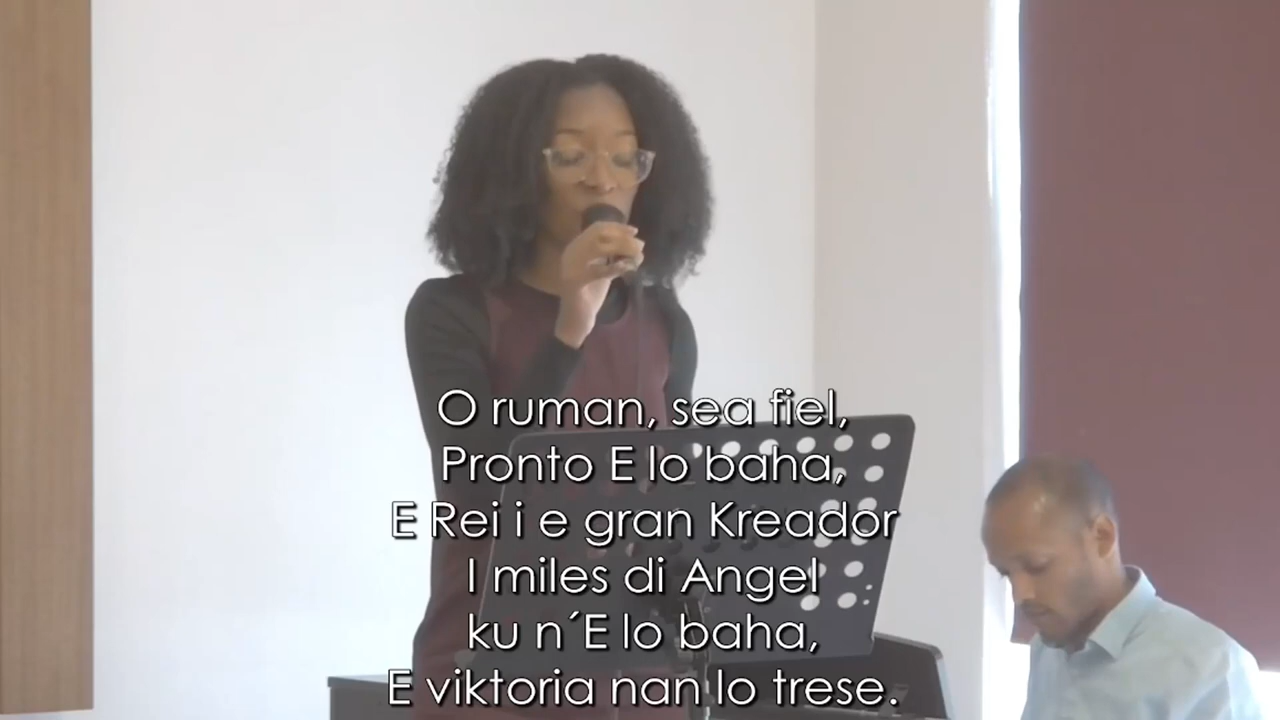 O ruman, sea fiel,
Pronto E lo baha,
E Rei i e gran Kreador
I miles di Angel
ku n´E lo baha,
E viktoria nan lo trese.